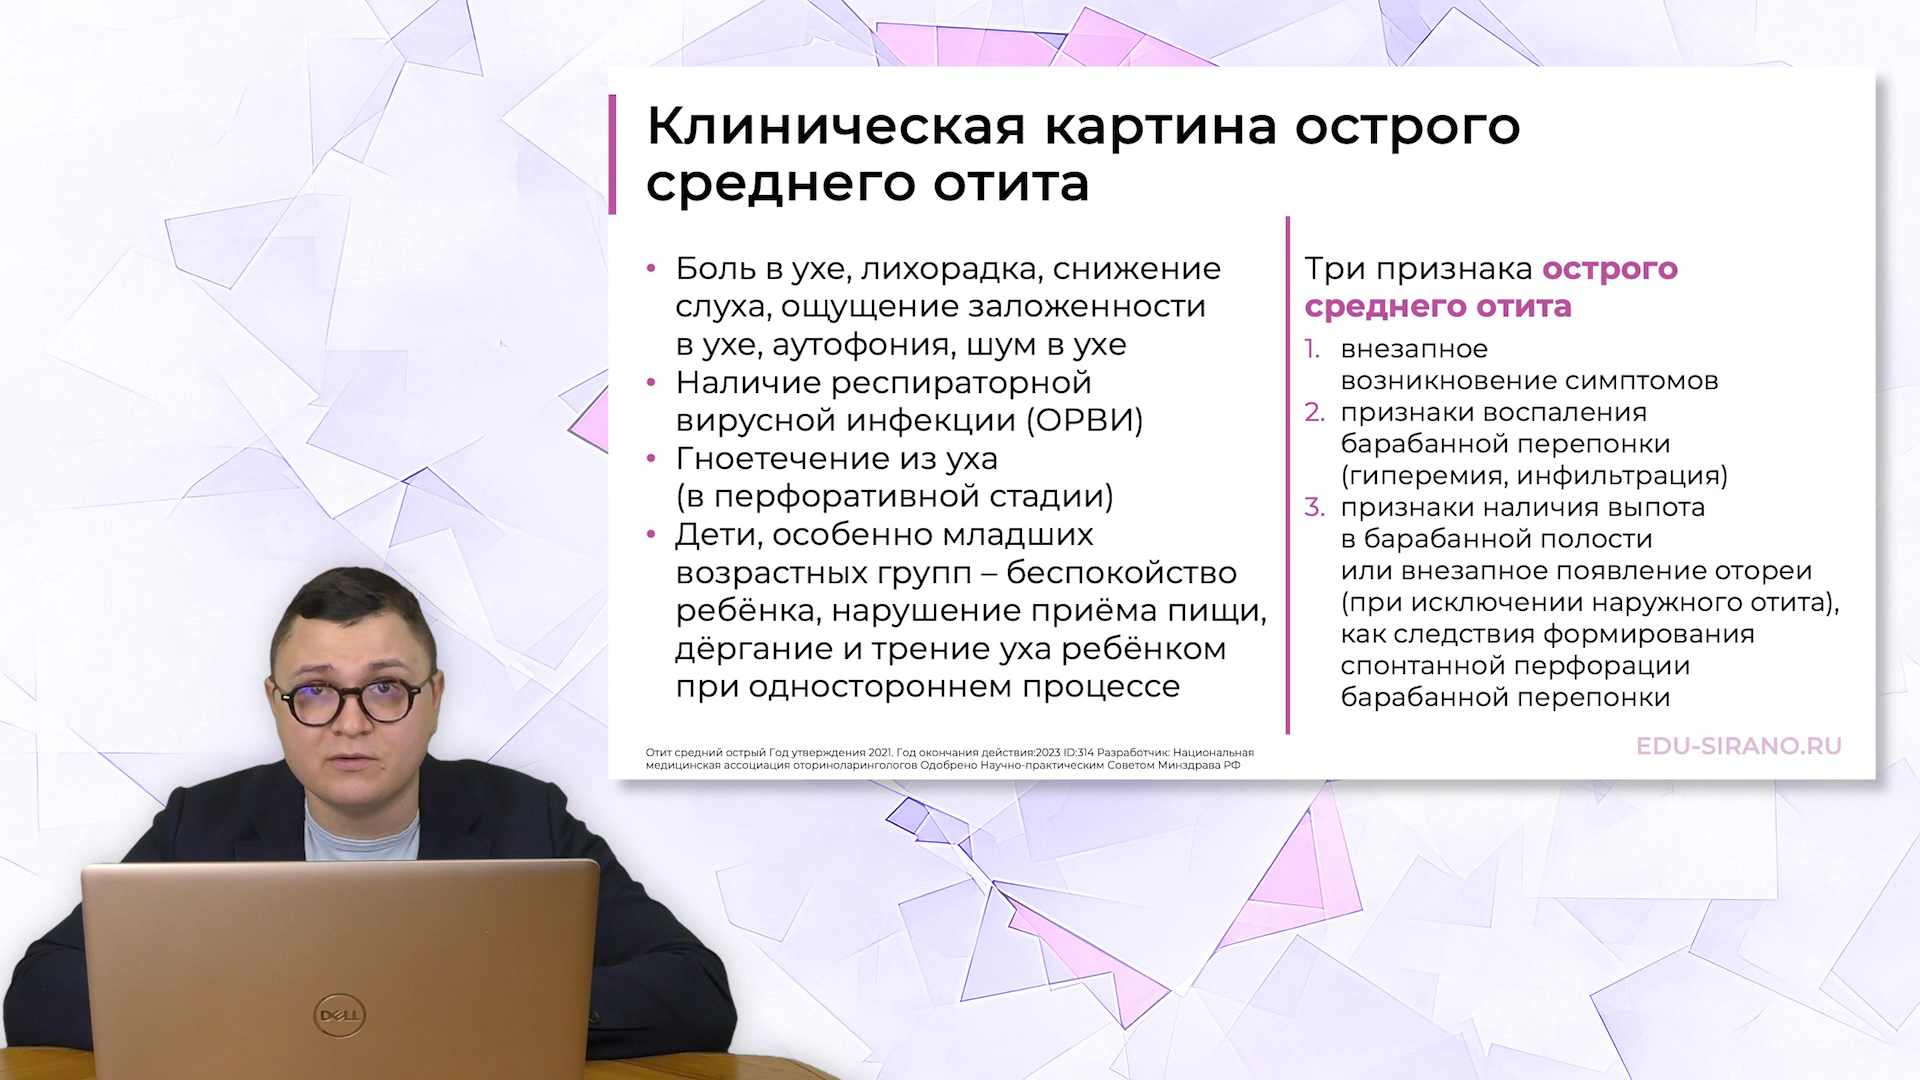 Клиническая картина острого
среднего отита
• Боль в ухе, лихорадка, снижение
слуха, ощущение заложенности
в ухе, аутофония, шум в ухе
• Наличие респираторной
вирусной инфекции (ОРВИ)
• Гноетечение из уха
(в перфоративной стадии)
• Дети, особенно младших
возрастных групп – беспокойство
ребёнка, нарушение приёма пищи,
дёргание и трение уха ребёнком
при одностороннем процессе
Отит средний острый Год утверждения 2021. Год окончания действия:2023 ID:314 Разработчик: Национальная
медицинская ассоциация оториноларингологов Одобрено Научно-практическим Советом Минздрава РФ
Три признака острого
среднего отита
1. внезапное
возникновение симптомов
2. признаки воспаления
барабанной перепонки
(гиперемия, инфильтрация)
3. признаки наличия выпота
в барабанной полости
или внезапное появление отореи
(при исключении наружного отита),
как следствия формирования
спонтанной перфорации
барабанной перепонки
EDU-SIRANO.RU
DELL